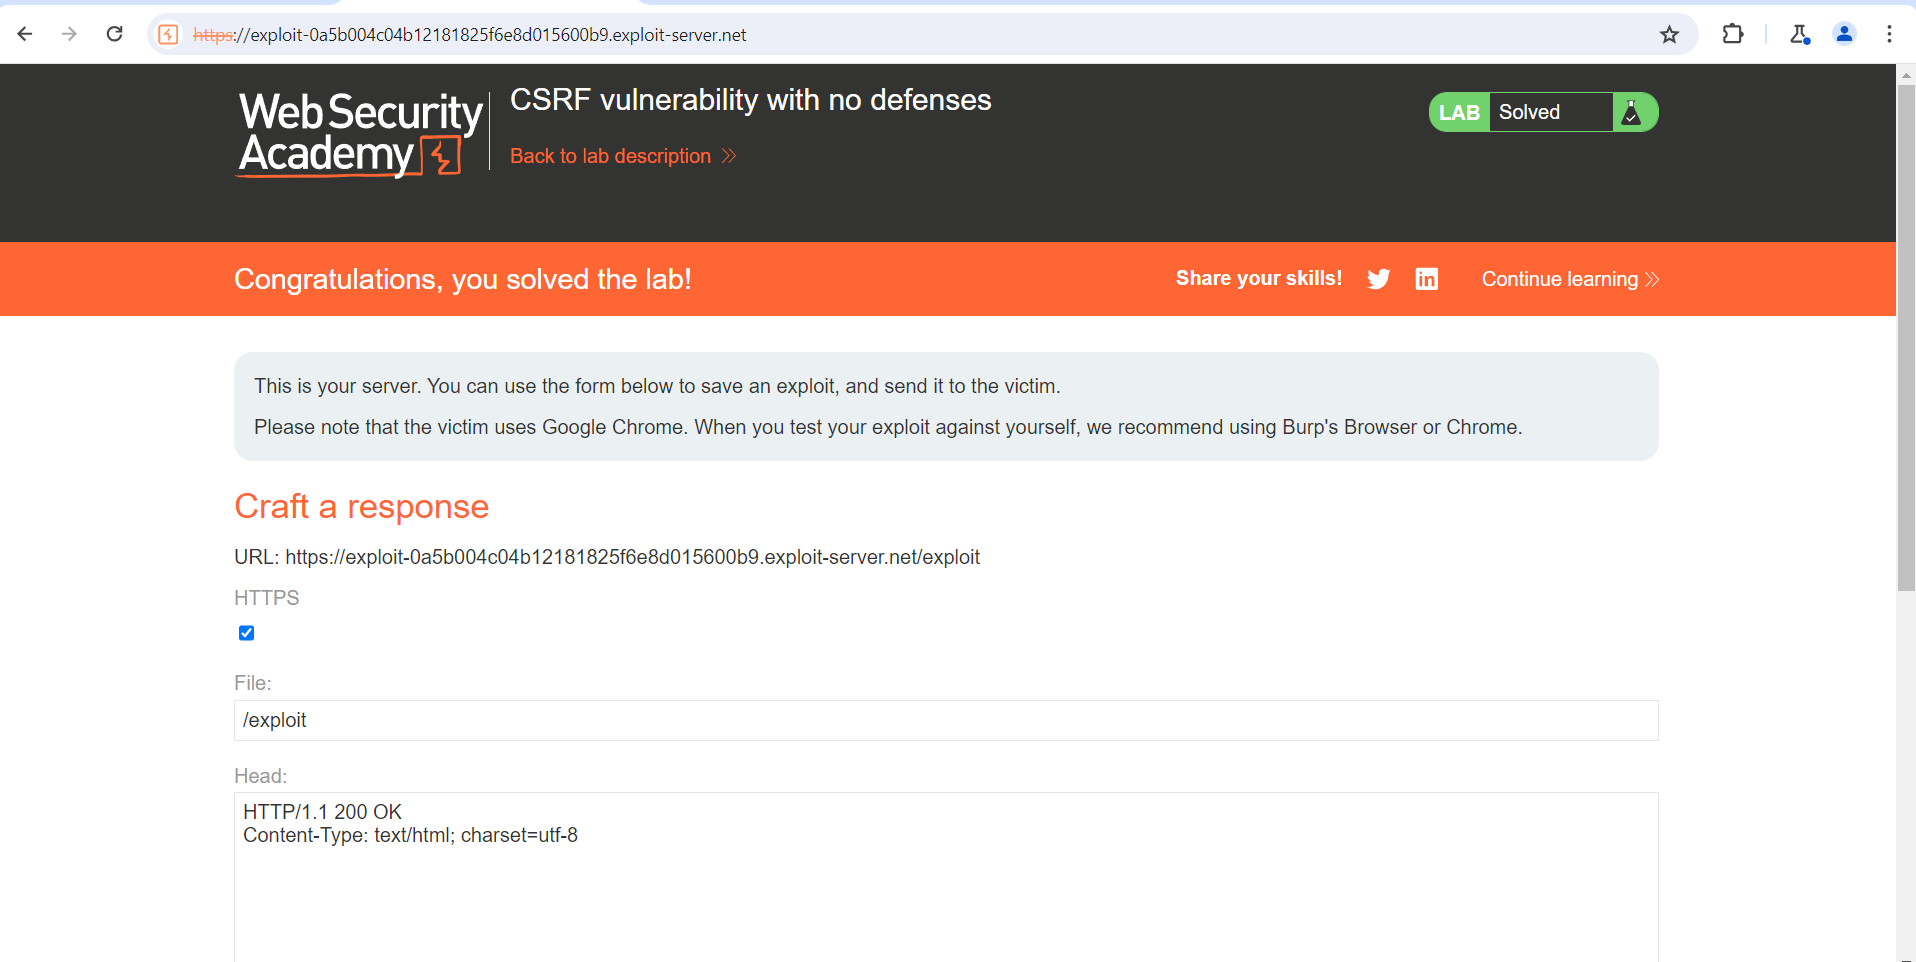 https://exploit-0a5b004c04b12181825f6e8d015600b9.exploit-server.net
Web Security
Academy
CSRF vulnerability with no defenses
Back to lab description
LAB Solved
Congratulations, you solved the lab!
Share your skills!
in
Continue learning
This is your server. You can use the form below to save an exploit, and send it to the victim.
Please note that the victim uses Google Chrome. When you test your exploit against yourself, we recommend using Burp's Browser or Chrome.
Craft a response
URL: https://exploit-0a5b004c04b12181825f6e8d015600b9.exploit-server.net/exploit
HTTPS
File:
/exploit
Head:
HTTP/1.1 200 OK
Content-Type: text/html; charset=utf-8